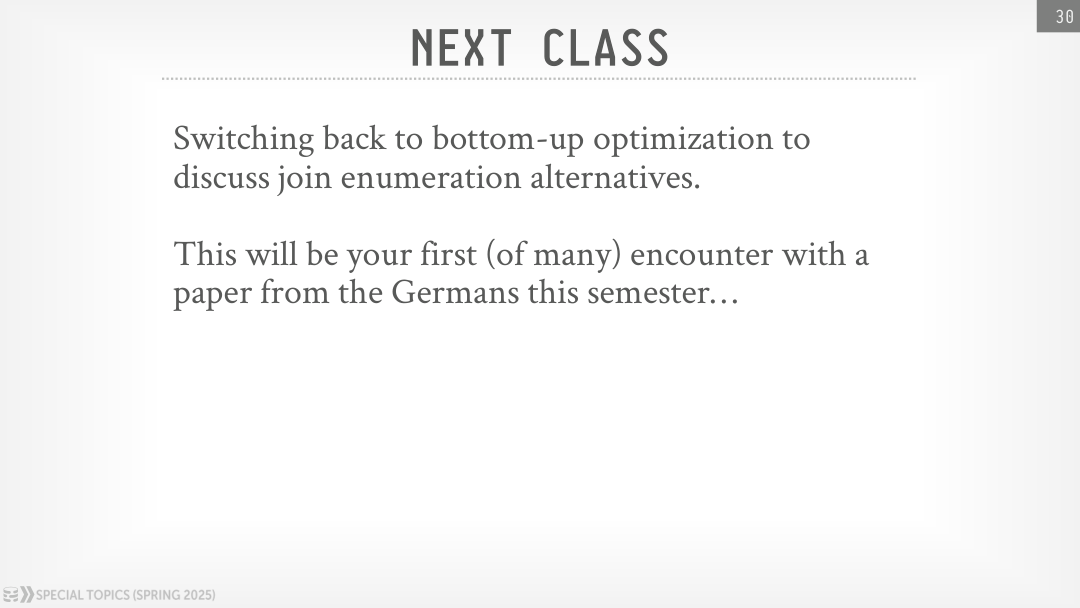 30
NEXT CLASS
Switching back to bottom-up optimization to
discuss join enumeration alternatives.
This will be your first (of many) encounter with a
paper from the Germans this semester…
SPECIAL TOPICS (SPRING 2025)